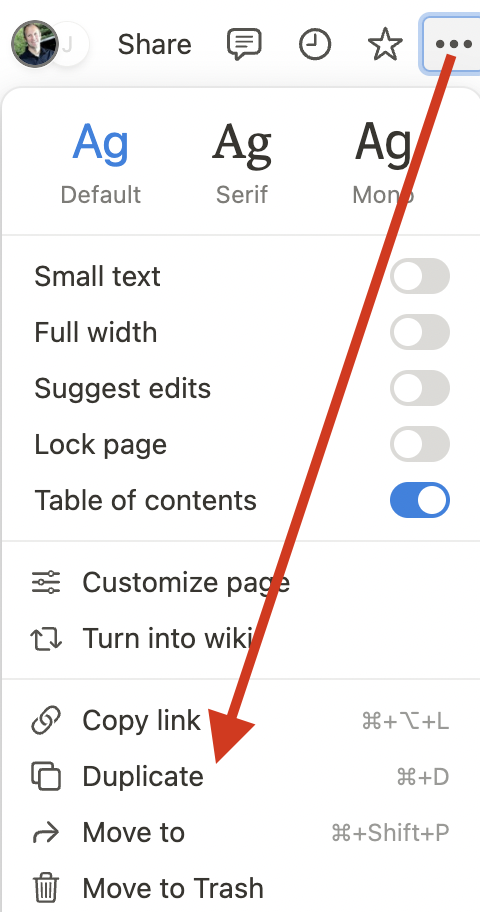 J Share
Ag Ag Ag
Default Serif Mono
Small text
Full width
Suggest edits
Lock page
Table of contents
Customize page
Turn into wiki
Copy link ⌘+⌥+L
Duplicate ⌘+D
Move to ⌘+Shift+P
Move to Trash